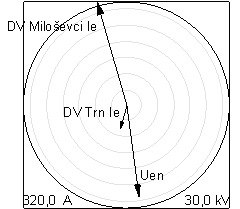 DV Miloševci Ie
DV Trn Ie
Uen
320,0 A
30,0 kV